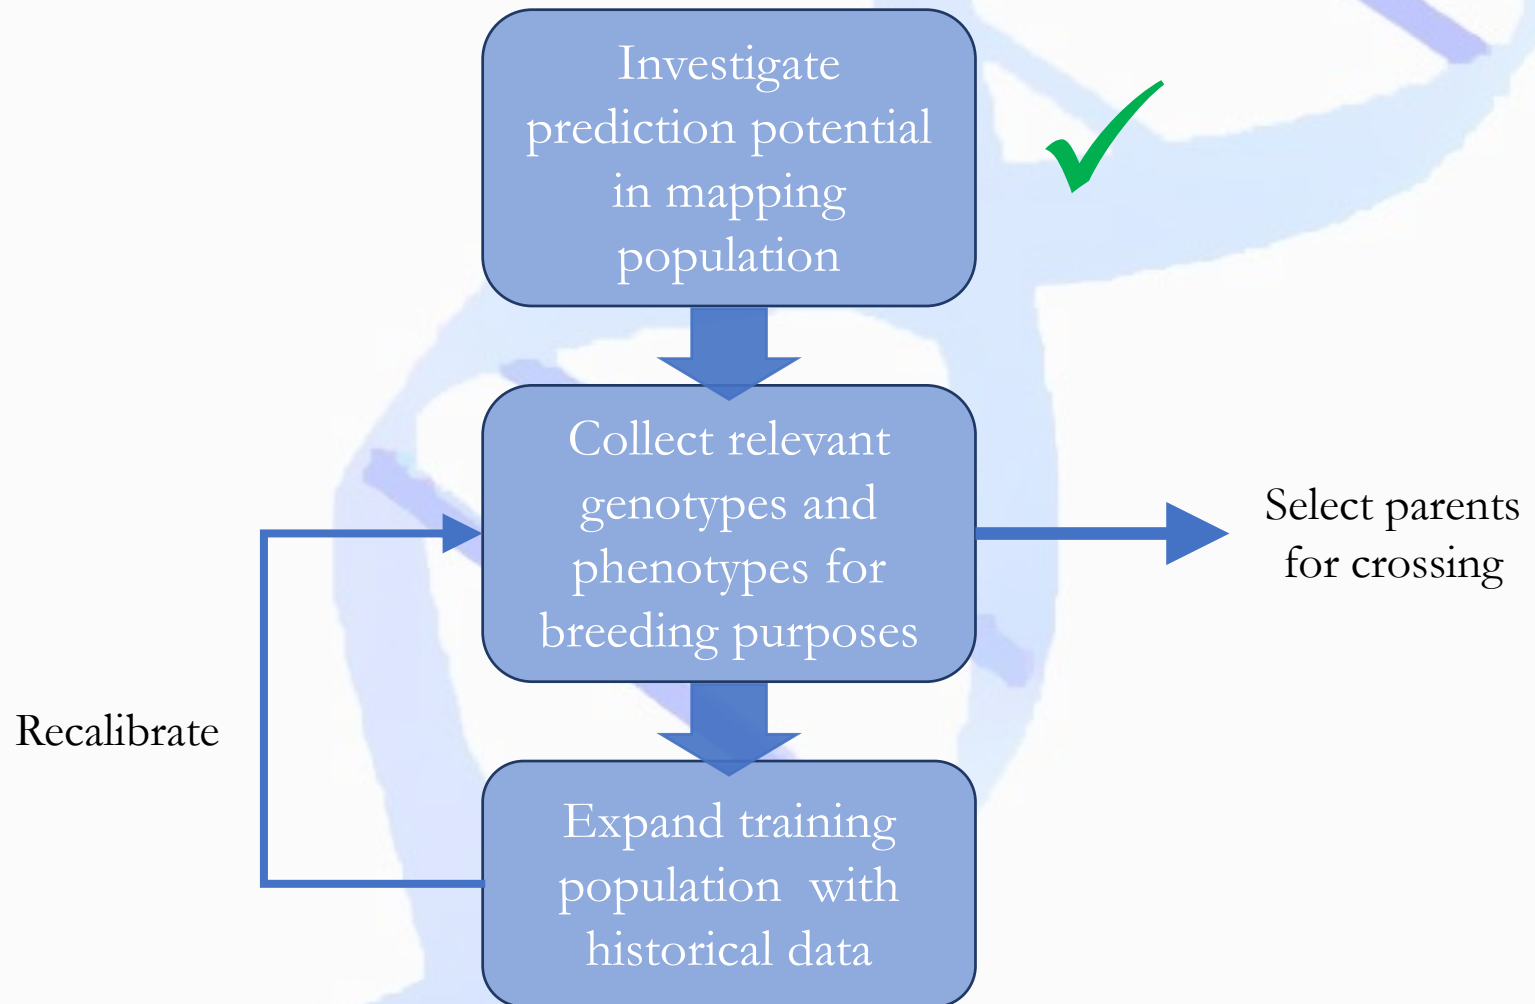 Investigate
prediction potential
in mapping
population
Collect relevant
genotypes and
phenotypes for
breeding purposes
Select parents
for crossing
Recalibrate
Expand training
population  with
historical data